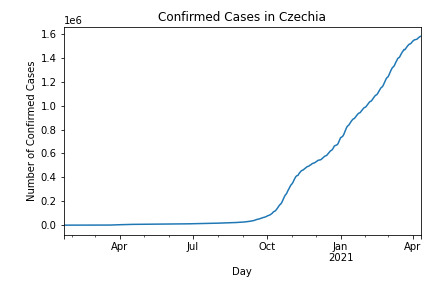 Confirmed Cases in Czechia
1e6
1.6
1.4
1.2
1.0
0.8
0.6
0.4
0.2
0.0
Number of Confirmed Cases
Apr Jul Oct Jan Apr
2021
Day